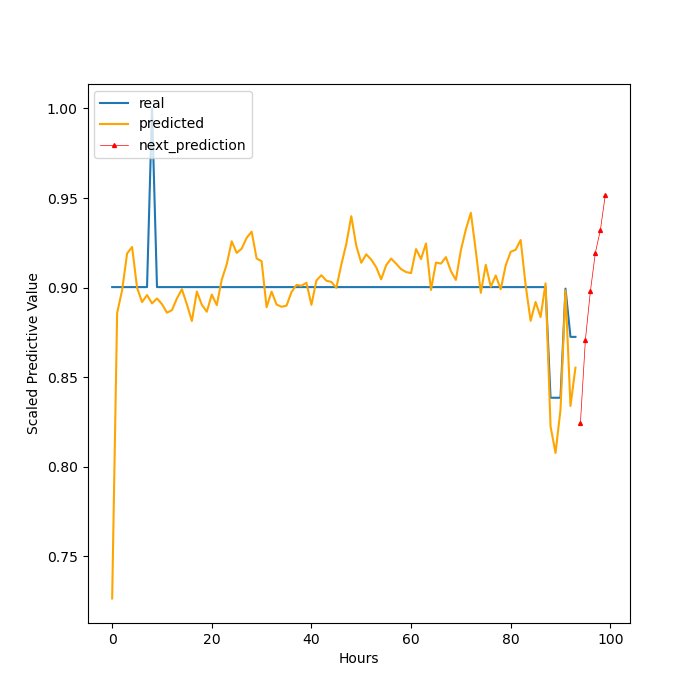 real
predicted
next_prediction
1.00
0.95
0.90
0.85
0.80
0.75
Scaled Predictive Value
0 20 40 60 80 100
Hours